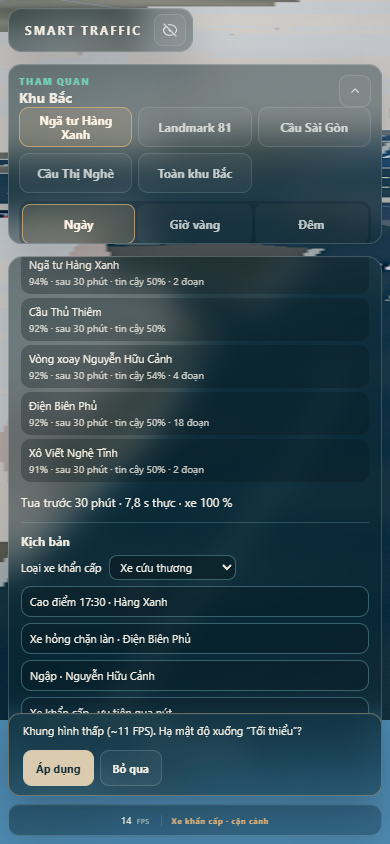 SMART TRAFFIC
THAM QUAN
Khu Bắc
Ngã tư Hàng
Xanh
Landmark 81
Cầu Sài Gòn
Cầu Thị Nghè
Toàn khu Bắc
Ngày
Giờ vàng
Đêm
Ngã tư Hàng Xanh
94% · sau 30 phút · tin cậy 50% · 2 đoạn
Cầu Thủ Thiêm
92% · sau 30 phút · tin cậy 50%
Vòng xoay Nguyễn Hữu Cảnh
92% · sau 30 phút · tin cậy 54% · 4 đoạn
Điện Biên Phủ
92% · sau 30 phút · tin cậy 50% · 18 đoạn
Xô Viết Nghệ Tĩnh
91% · sau 30 phút · tin cậy 50% · 2 đoạn
Tua trước 30 phút · 7,8 s thực · xe 100 %
Kịch bản
Loại xe khẩn cấp
Xe cứu thương
Cao điểm 17:30 · Hàng Xanh
Xe hỏng chặn làn · Điện Biên Phủ
Ngập · Nguyễn Hữu Cảnh
Xe khẩn cấp · ưu tiên qua nút
Khung hình thấp (~11 FPS). Hạ mật độ xuống “Tối thiểu”?
Áp dụng
Bỏ qua
14 FPS
Xe khẩn cấp · cận cảnh